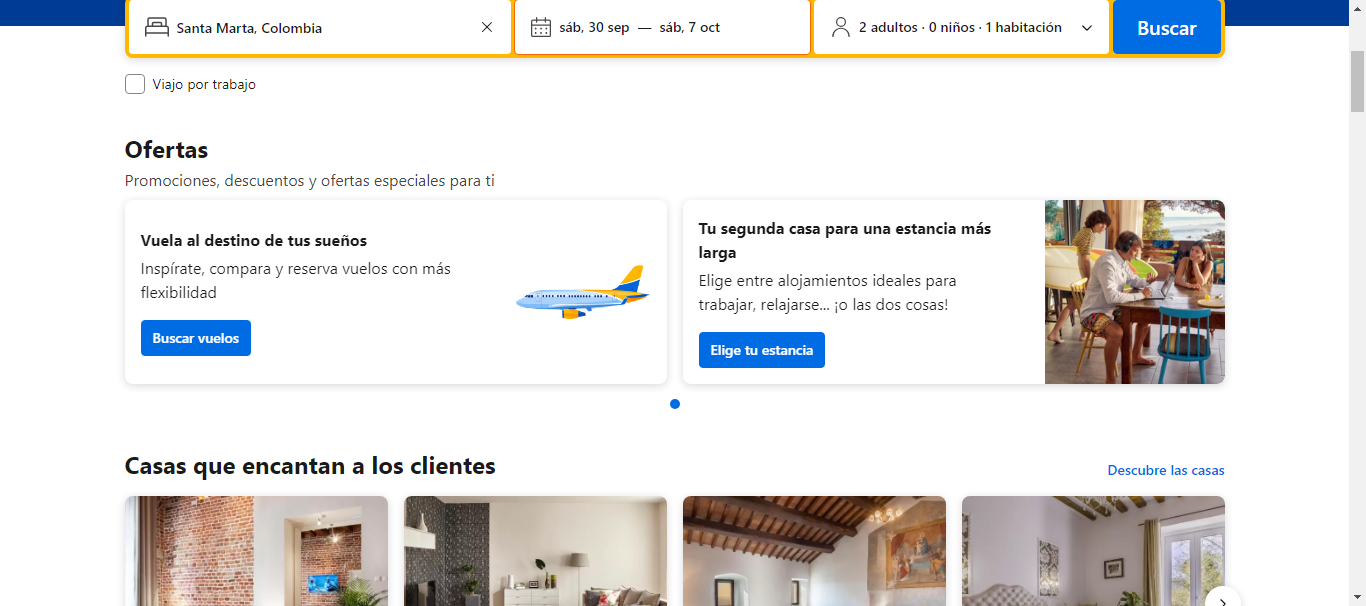 Santa Marta, Colombia
sáb, 30 sep — sáb, 7 oct
2 adultos · 0 niños · 1 habitación
Buscar
Viajo por trabajo
Ofertas
Promociones, descuentos y ofertas especiales para ti
Vuela al destino de tus sueños
Inspírate, compara y reserva vuelos con más
flexibilidad
Buscar vuelos
Tu segunda casa para una estancia más
larga
Elige entre alojamientos ideales para
trabajar, relajarse... ¡o las dos cosas!
Elige tu estancia
Casas que encantan a los clientes
Descubre las casas